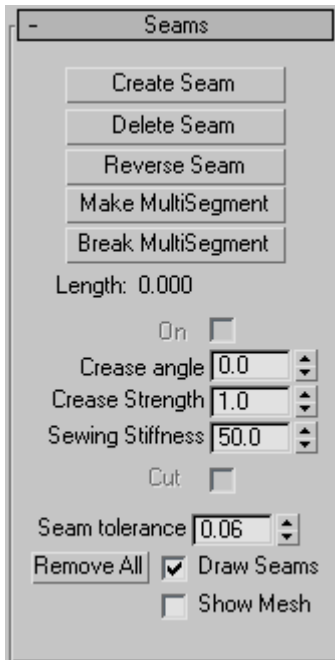 - Seams
Create Seam
Delete Seam
Reverse Seam
Make MultiSegment
Break MultiSegment
Length: 0.000
On
Crease angle 0.0
Crease Strength 1.0
Sewing Stiffness 50.0
Cut
Seam tolerance 0.06
Remove All Draw Seams
Show Mesh